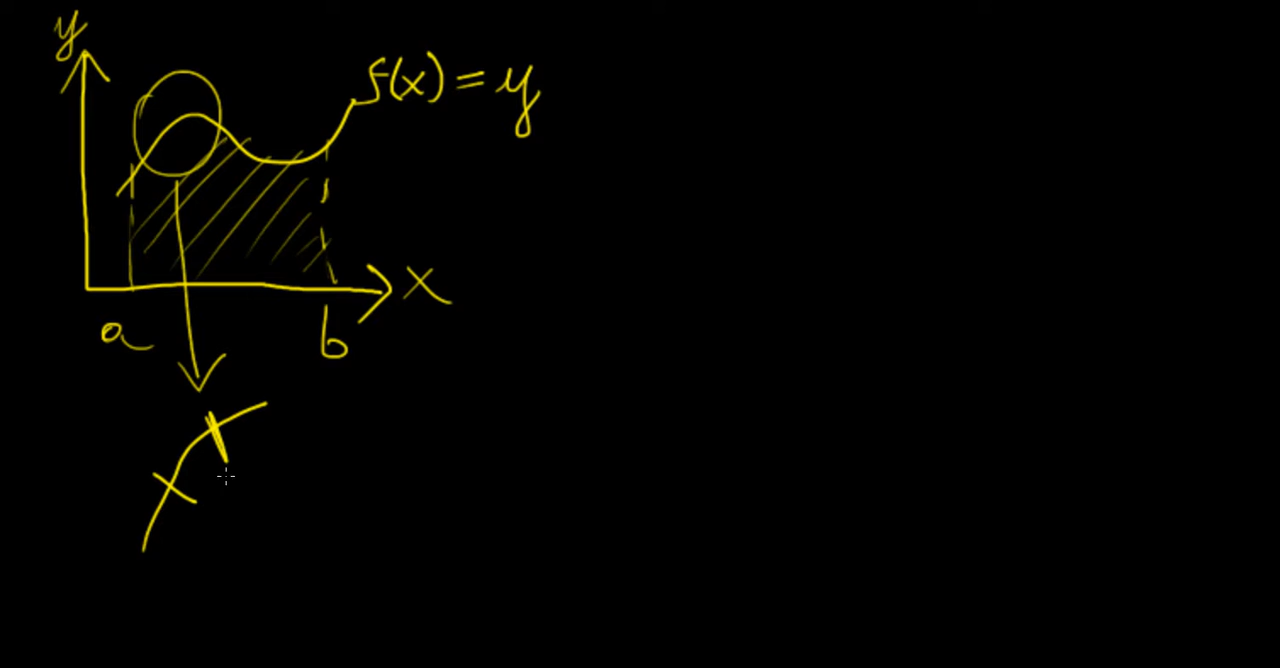 y
f(x) = y
x
a
b